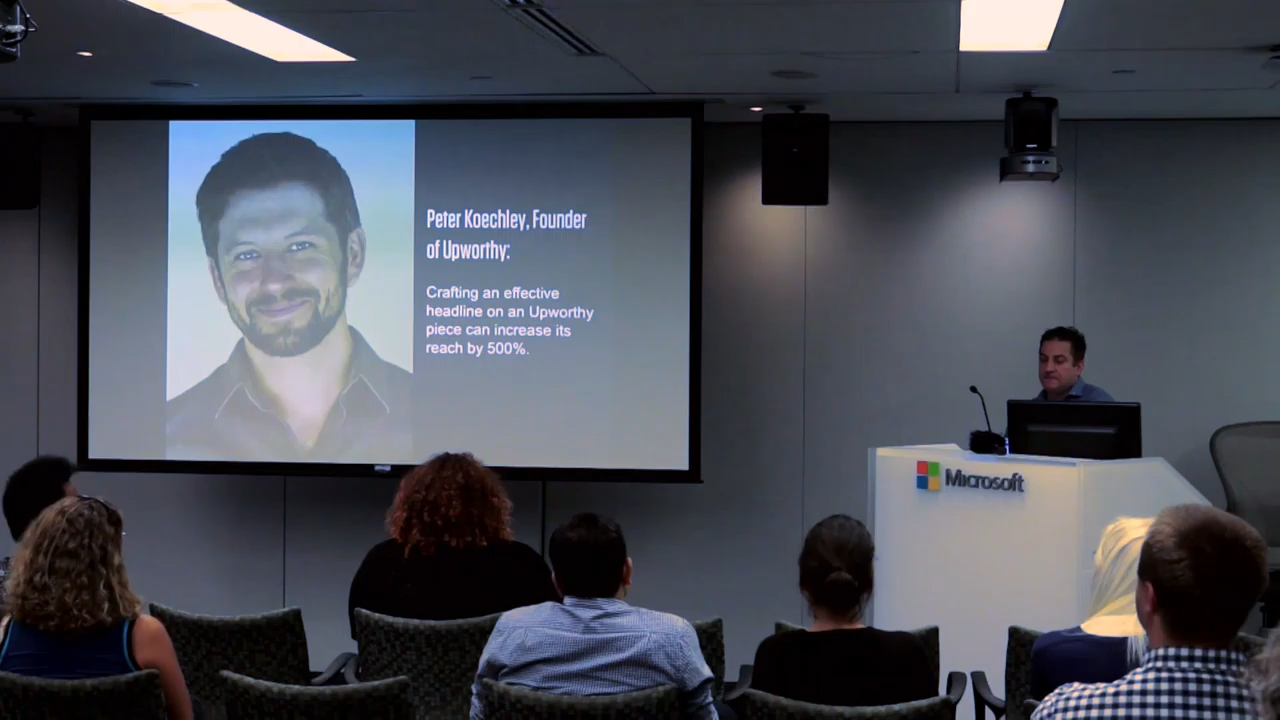 Peter Koechley, Founder
of Upworthy:
Crafting an effective
headline on an Upworthy
piece can increase its
reach by 500%.
Microsoft